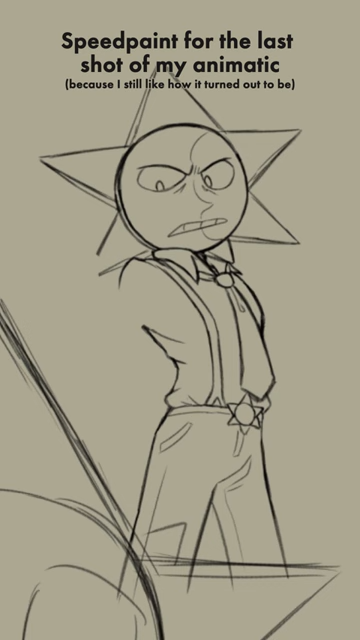 Speedpaint for the last
shot of my animatic
(because I still like how it turned out to be)